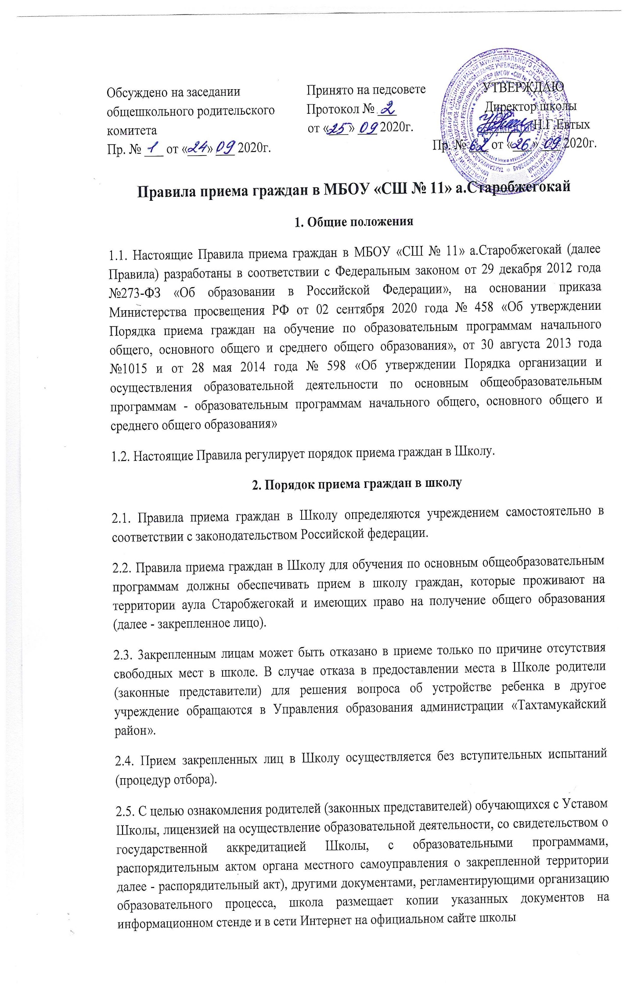 Обсуждено на заседании
общешкольного родительского
комитета
Пр. № 1 от «24» 09 2020г.
Принято на педсовете
Протокол № 2
от «25» 09 2020г.
УТВЕРЖДАЮ
Директор школы
Н.Г.Евтых
Пр. № 62 от «26» 09 2020г.
Правила приема граждан в МБОУ «СШ № 11» а.Старобжегокай
1. Общие положения
1.1. Настоящие Правила приема граждан в МБОУ «СШ № 11» а.Старобжегокай (далее
Правила) разработаны в соответствии с Федеральным законом от 29 декабря 2012 года
№273-ФЗ «Об образовании в Российской Федерации», на основании приказа
Министерства просвещения РФ от 02 сентября 2020 года № 458 «Об утверждении
Порядка приема граждан на обучение по образовательным программам начального
общего, основного общего и среднего общего образования», от 30 августа 2013 года
№1015 и от 28 мая 2014 года № 598 «Об утверждении Порядка организации и
осуществления образовательной деятельности по основным общеобразовательным
программам - образовательным программам начального общего, основного общего и
среднего общего образования»
1.2. Настоящие Правила регулирует порядок приема граждан в Школу.
2. Порядок приема граждан в школу
2.1. Правила приема граждан в Школу определяются учреждением самостоятельно в
соответствии с законодательством Российской федерации.
2.2. Правила приема граждан в Школу для обучения по основным общеобразовательным
программам должны обеспечивать прием в школу граждан, которые проживают на
территории аула Старобжегокай и имеющих право на получение общего образования
(далее - закрепленное лицо).
2.3. Закрепленным лицам может быть отказано в приеме только по причине отсутствия
свободных мест в школе. В случае отказа в предоставлении места в Школе родители
(законные представители) для решения вопроса об устройстве ребенка в другое
учреждение обращаются в Управления образования администрации «Тахтамукайский
район».
2.4. Прием закрепленных лиц в Школу осуществляется без вступительных испытаний
(процедур отбора).
2.5. С целью ознакомления родителей (законных представителей) обучающихся с Уставом
Школы, лицензией на осуществление образовательной деятельности, со свидетельством о
государственной аккредитацией Школы, с образовательными программами,
распорядительным актом органа местного самоуправления о закрепленной территории
далее - распорядительный акт), другими документами, регламентирующими организацию
образовательного процесса, школа размещает копии указанных документов на
информационном стенде и в сети Интернет на официальном сайте школы